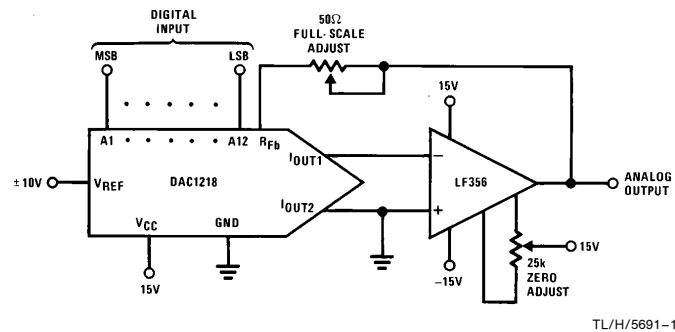 DIGITAL
INPUT
MSB
LSB
50Ω
FULL-SCALE
ADJUST
A1
A12
RFb
IOUT1
±10V
VREF
DAC1218
IOUT2
VCC
GND
15V
15V
−
LF356
+
−15V
ANALOG
OUTPUT
15V
25k
ZERO
ADJUST
TL/H/5691–1